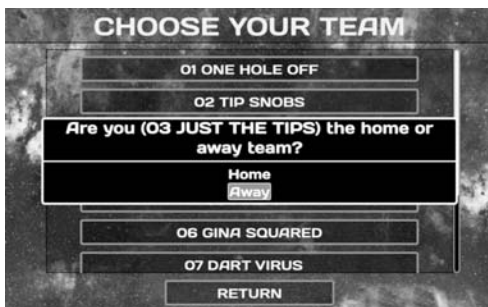 CHOOSE YOUR TEAM
01 ONE HOLE OFF
02 TIP SNOBS
Are you (03 JUST THE TIPS) the home or
away team?
Home
Away
06 GINA SQUARED
07 DART VIRUS
RETURN